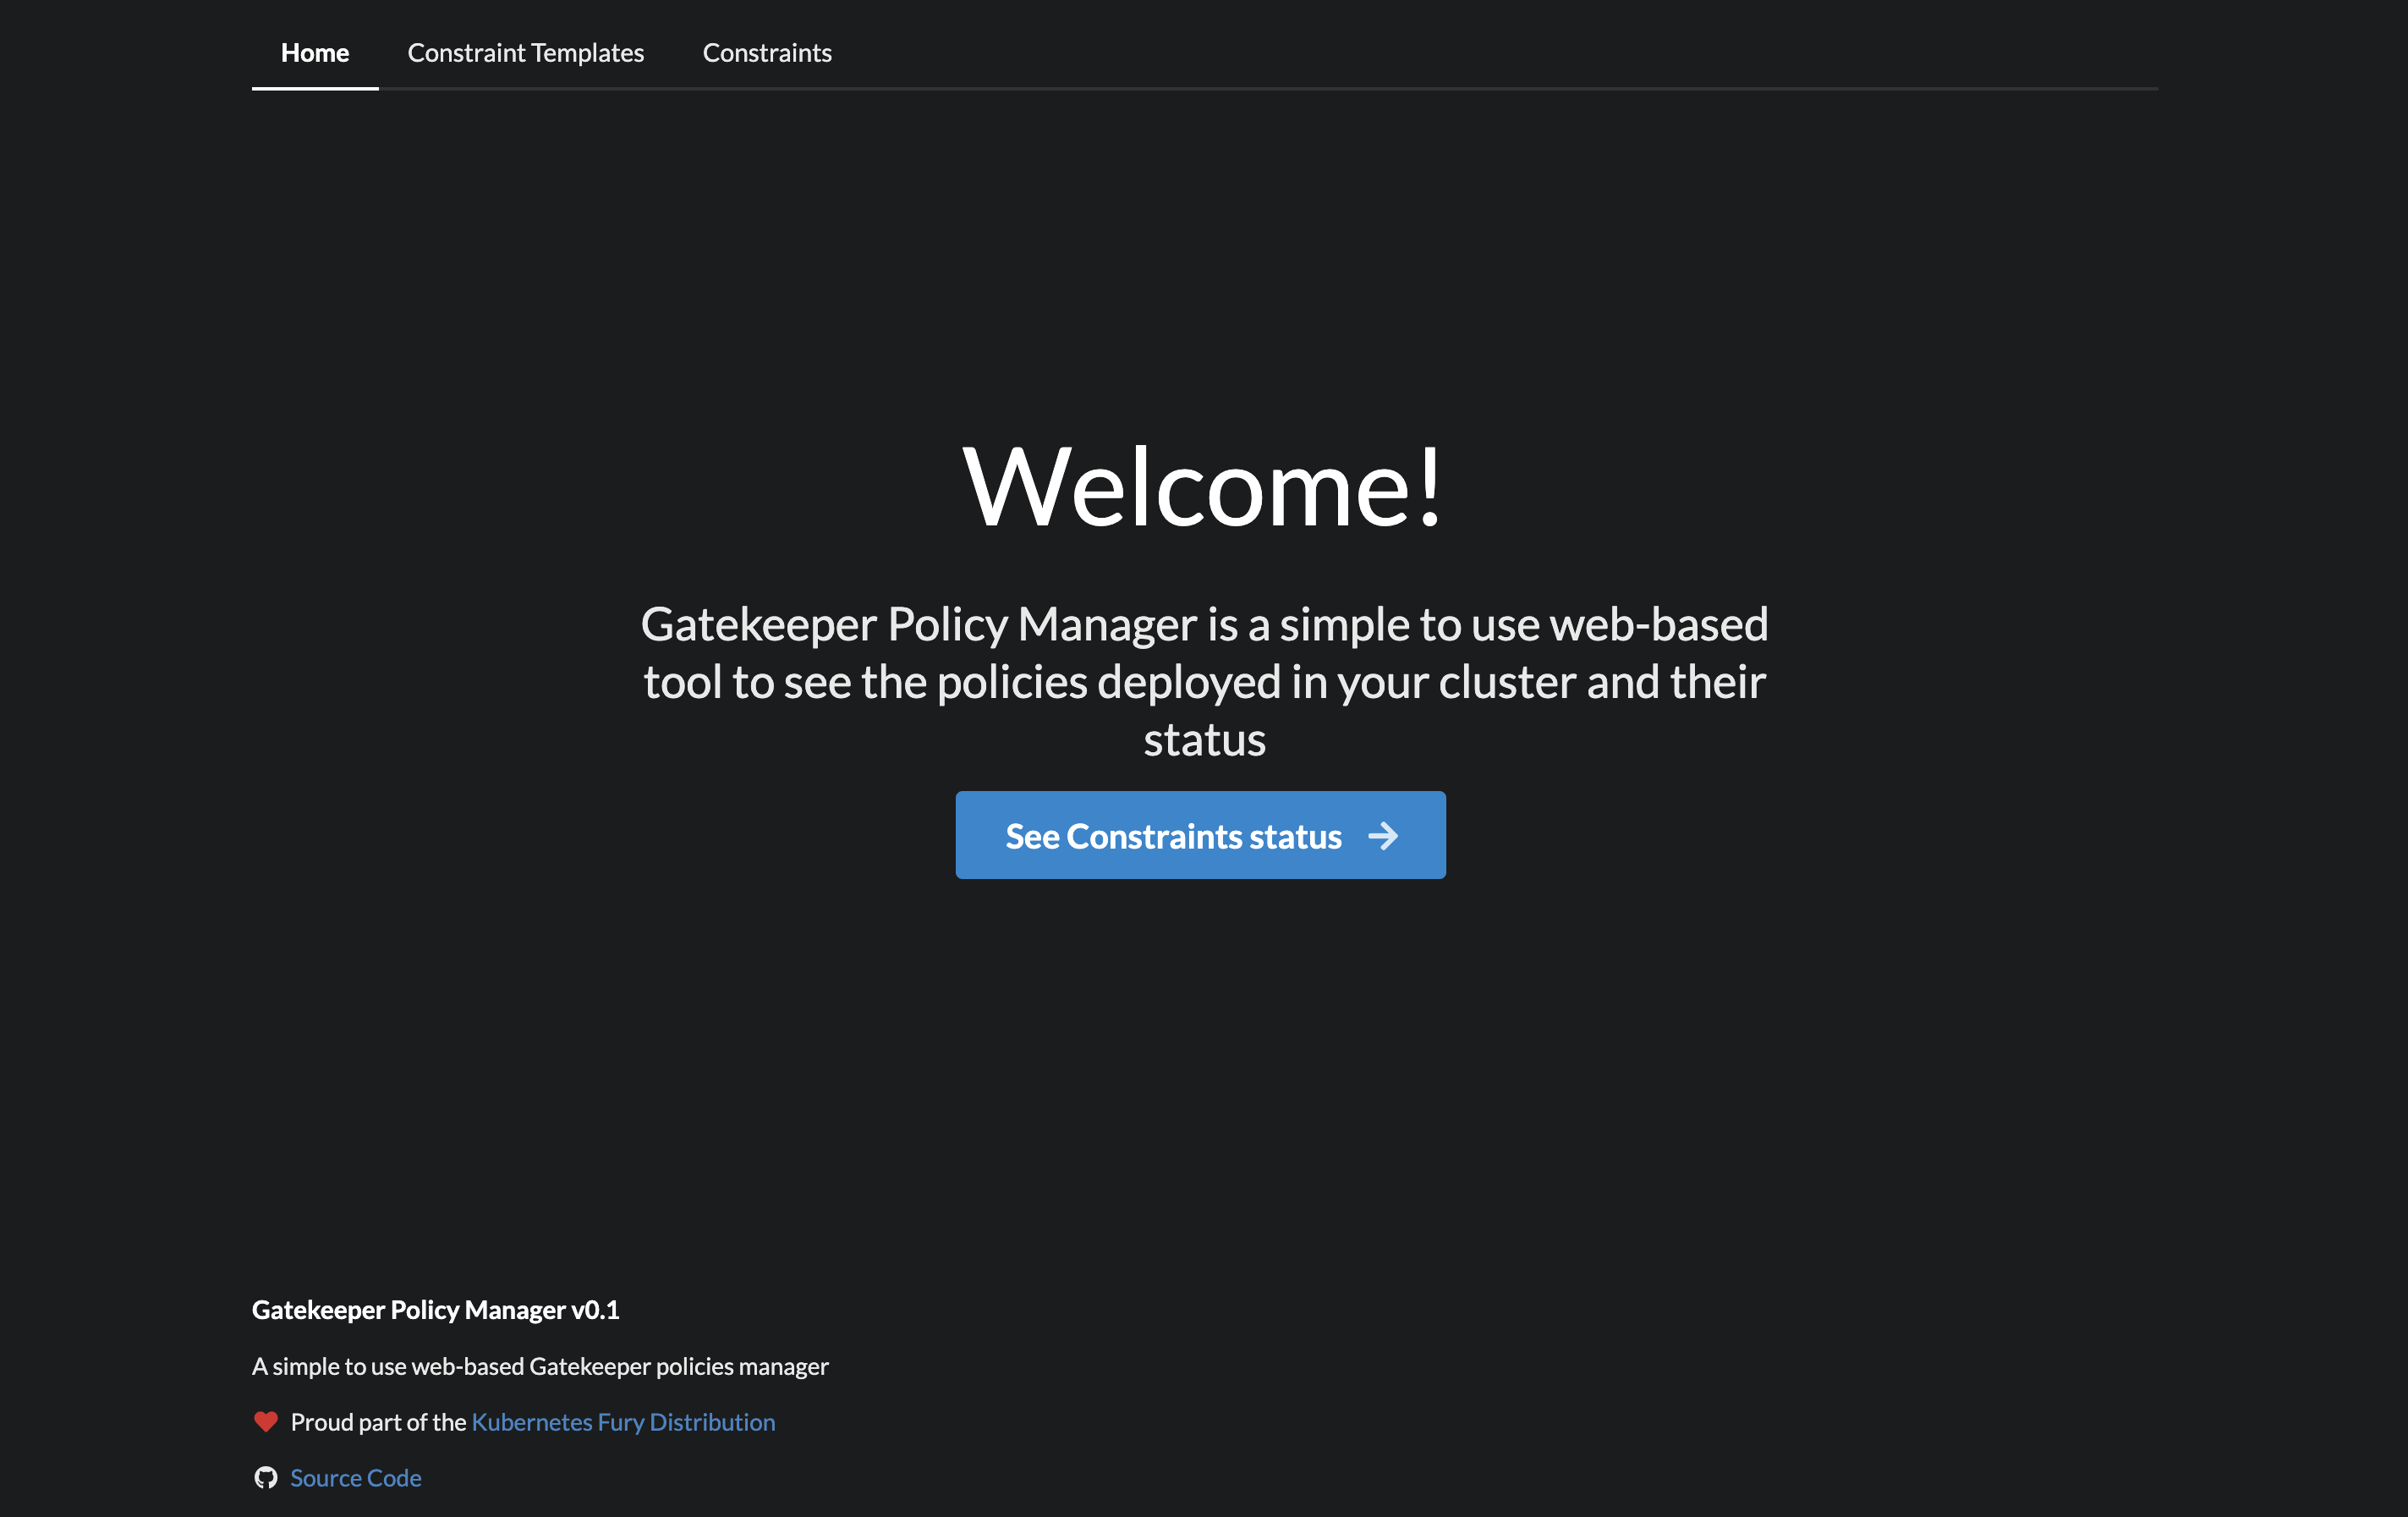 Home Constraint Templates Constraints
Welcome!
Gatekeeper Policy Manager is a simple to use web-based
tool to see the policies deployed in your cluster and their
status
See Constraints status
Gatekeeper Policy Manager v0.1
A simple to use web-based Gatekeeper policies manager
Proud part of the Kubernetes Fury Distribution
Source Code